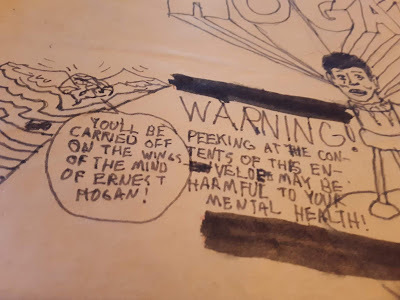 HOGA
YOU'LL BE
CARRIED OFF
ON THE WINGS
OF THE MIND
OF ERNEST
HOGAN!
WARNING!
PEEKING AT THE CON-
TENTS OF THIS EN-
VELOPE MAY BE
HARMFUL TO YOUR
MENTAL HEALTH!